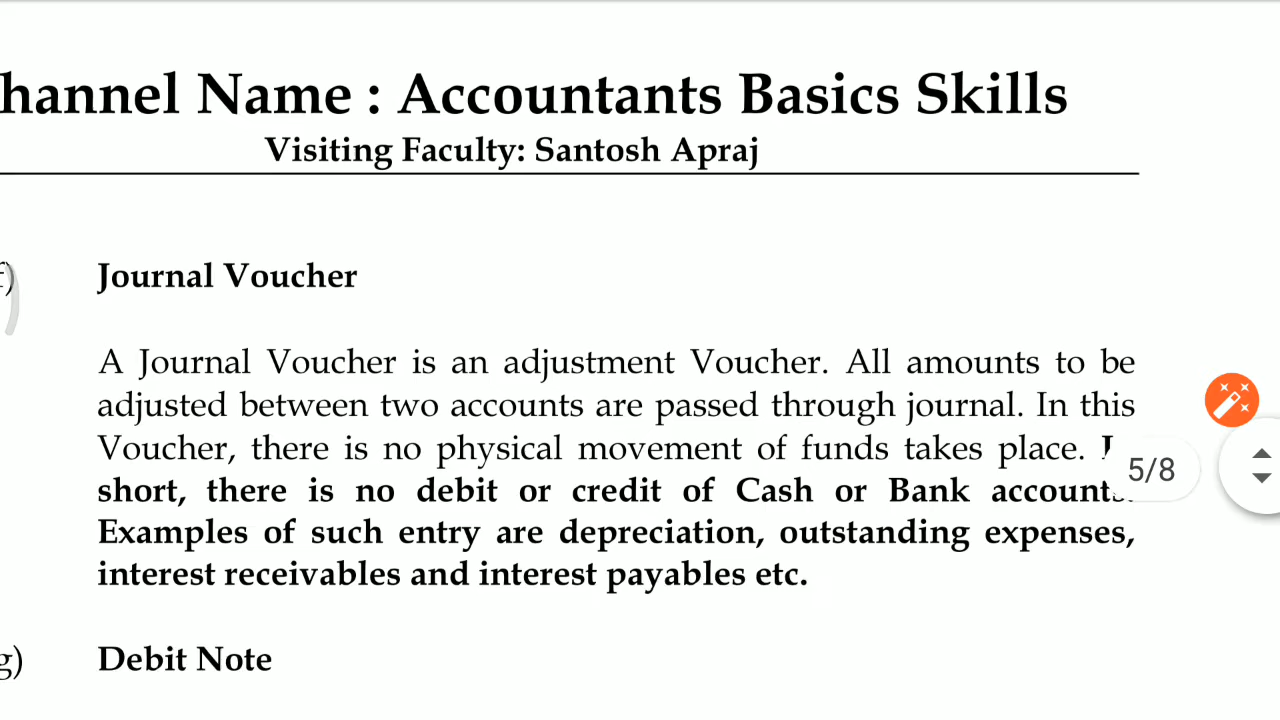 hannel Name : Accountants Basics Skills
Visiting Faculty: Santosh Apraj
f) Journal Voucher
A Journal Voucher is an adjustment Voucher. All amounts to be
adjusted between two accounts are passed through journal. In this
Voucher, there is no physical movement of funds takes place.
short, there is no debit or credit of Cash or Bank accounts.
5/8
Examples of such entry are depreciation, outstanding expenses,
interest receivables and interest payables etc.
g) Debit Note